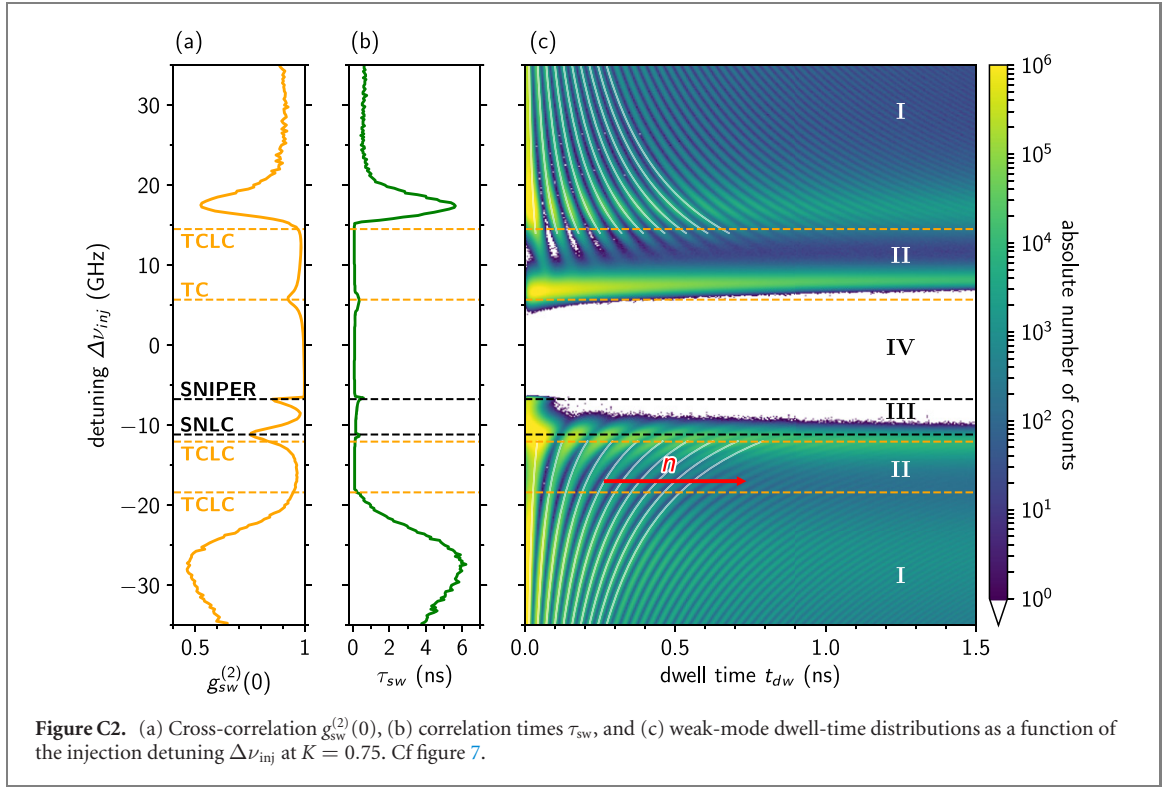 (a)
(b)
(c)
detuning Δν_inj (GHz)
30
20
10
0
−10
−20
−30
TCLC
TC
SNIPER
SNLC
TCLC
TCLC
0.5 1
g_sw^(2)(0)
0 2 4 6
τ_sw (ns)
I
II
IV
III
II
n
I
0.0 0.5 1.0 1.5
dwell time t_dw (ns)
10^6
10^5
10^4
10^3
10^2
10^1
10^0
absolute number of counts
Figure C2. (a) Cross-correlation g_sw^(2)(0), (b) correlation times τ_sw, and (c) weak-mode dwell-time distributions as a function of
the injection detuning Δν_inj at K = 0.75. Cf figure 7.